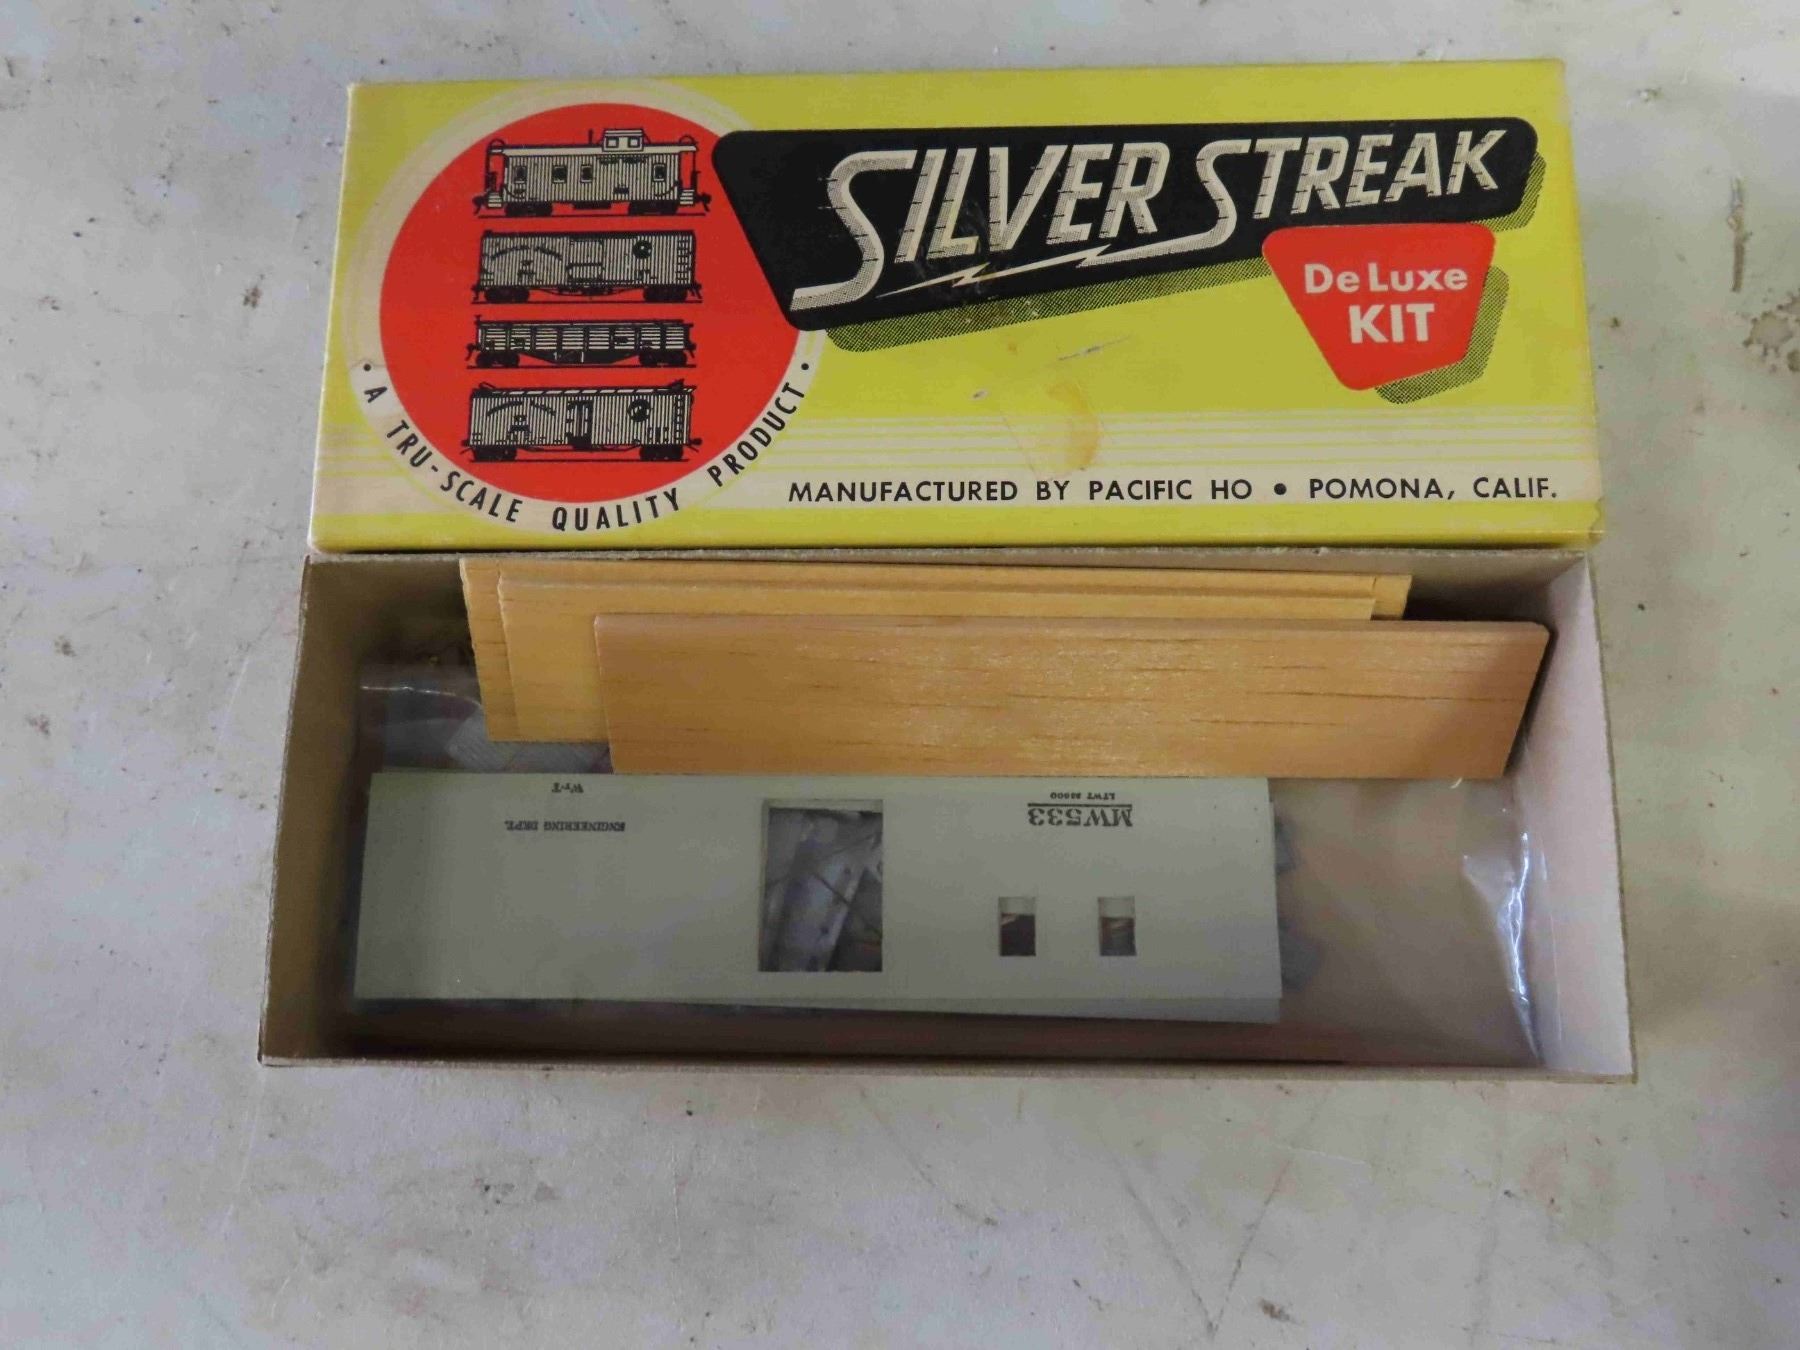 SILVER STREAK
De Luxe
KIT
• A TRU-SCALE QUALITY PRODUCT •
MANUFACTURED BY PACIFIC HO • POMONA, CALIF.
MW533
ENGINEERING DEPT.
W-T